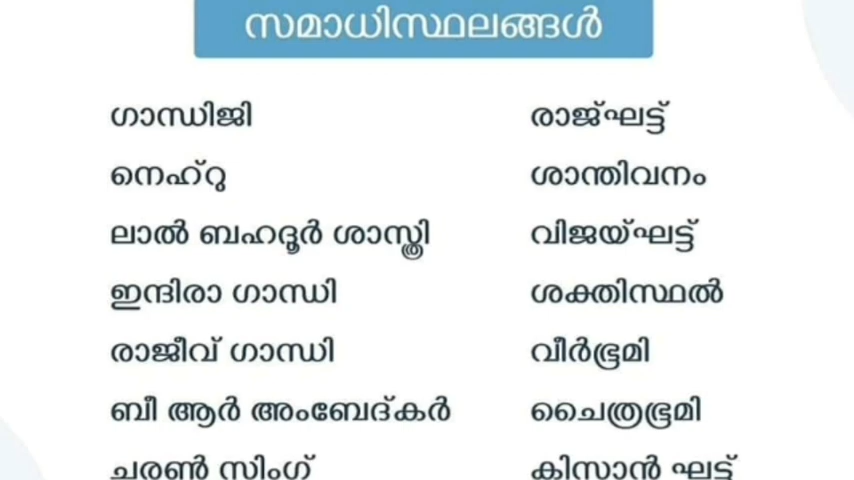 സമാധിസ്ഥലങ്ങൾ
ഗാന്ധിജി രാജ്ഘട്ട്
നെഹ്റു ശാന്തിവനം
ലാൽ ബഹദൂർ ശാസ്ത്രി വിജയ്ഘട്ട്
ഇന്ദിരാ ഗാന്ധി ശക്തിസ്ഥൽ
രാജീവ് ഗാന്ധി വീർഭൂമി
ബീ ആർ അംബേദ്കർ ചൈത്രഭൂമി
ചരൺ സിംഗ് കിസാൻ ഘട്ട്